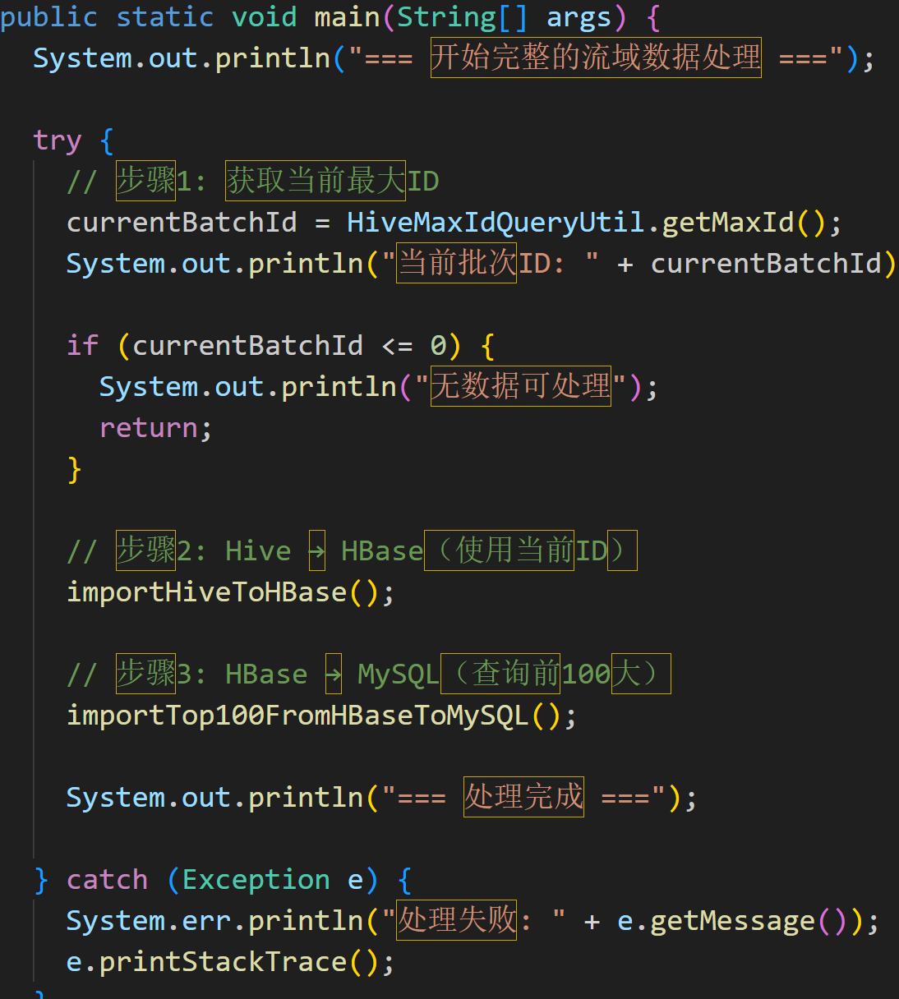 public static void main(String[] args) {
System.out.println("=== 开始完整的流域数据处理 ===");
try {
// 步骤1: 获取当前最大ID
currentBatchId = HiveMaxIdQueryUtil.getMaxId();
System.out.println("当前批次ID: " + currentBatchId)
if (currentBatchId <= 0) {
System.out.println("无数据可处理");
return;
}
// 步骤2: Hive → HBase（使用当前ID）
importHiveToHBase();
// 步骤3: HBase → MySQL（查询前100大）
importTop100FromHBaseToMySQL();
System.out.println("=== 处理完成 ===");
} catch (Exception e) {
System.err.println("处理失败: " + e.getMessage());
e.printStackTrace();
}